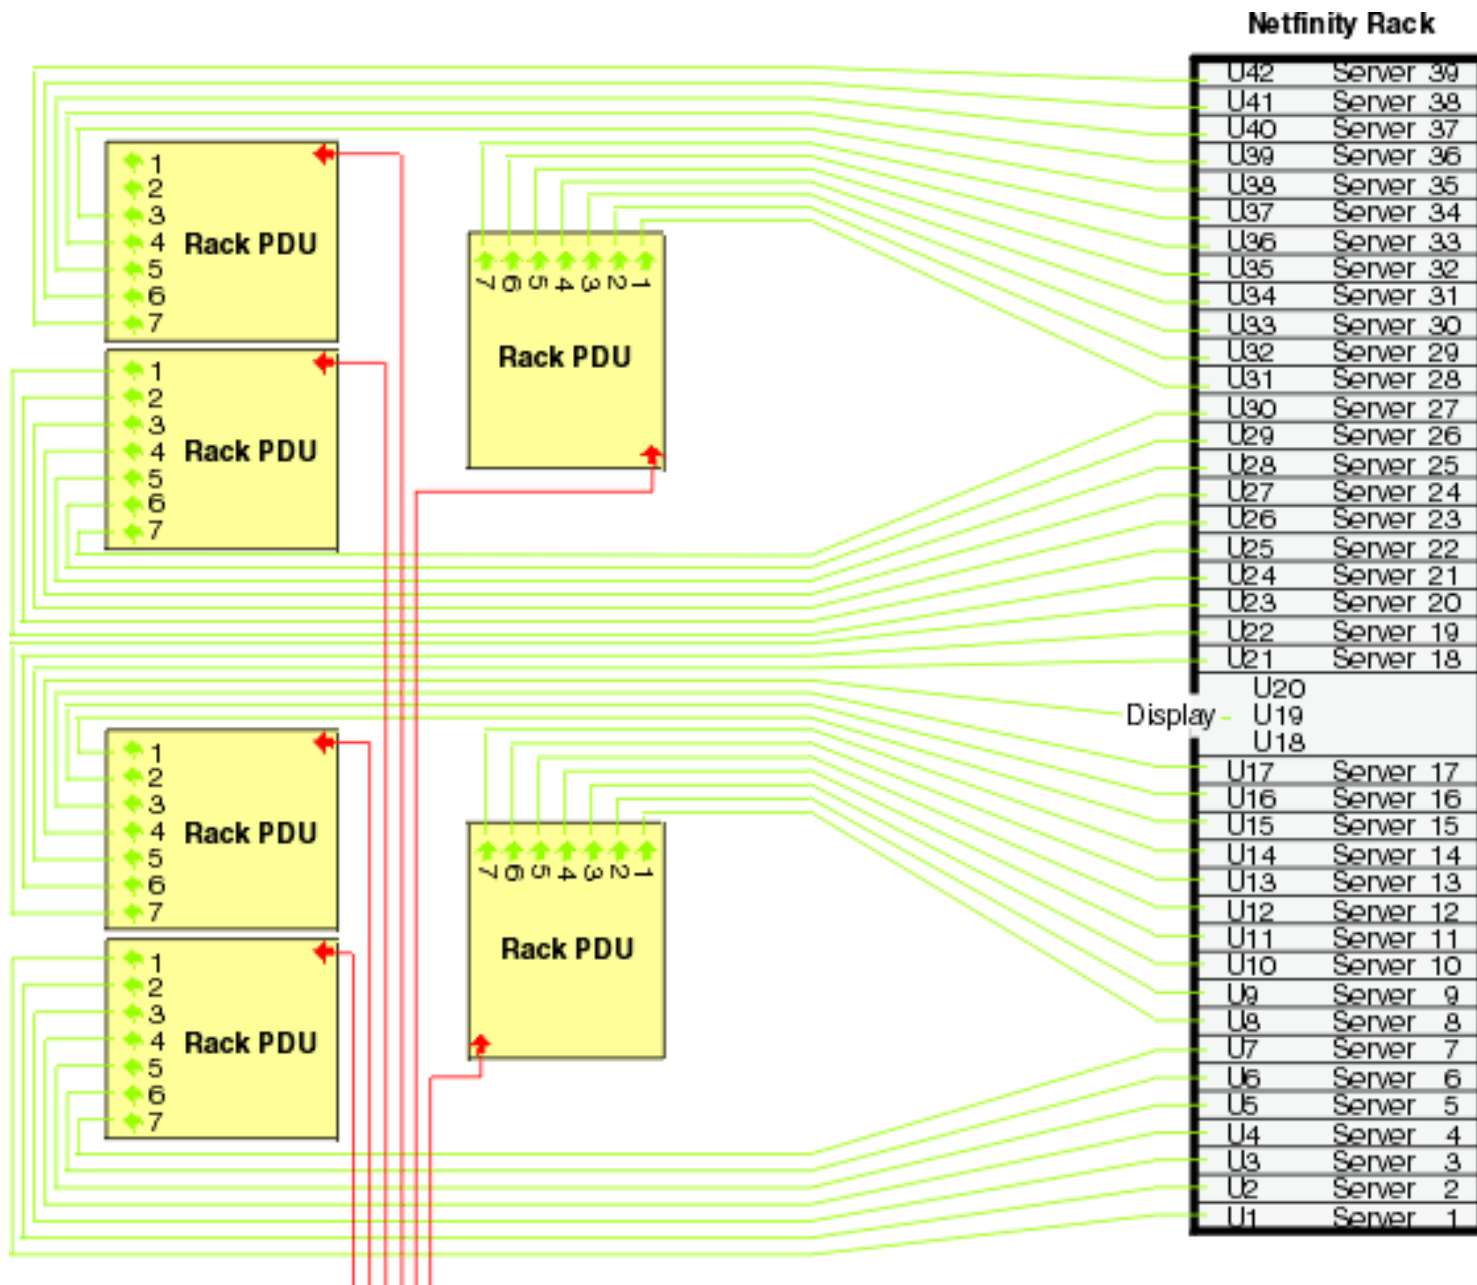 Netfinity Rack
U42 Server 39
U41 Server 38
U40 Server 37
U39 Server 36
U38 Server 35
U37 Server 34
U36 Server 33
U35 Server 32
U34 Server 31
U33 Server 30
U32 Server 29
U31 Server 28
U30 Server 27
U29 Server 26
U28 Server 25
U27 Server 24
U26 Server 23
U25 Server 22
U24 Server 21
U23 Server 20
U22 Server 19
U21 Server 18
U20
Display U19
U18
U17 Server 17
U16 Server 16
U15 Server 15
U14 Server 14
U13 Server 13
U12 Server 12
U11 Server 11
U10 Server 10
U9 Server 9
U8 Server 8
U7 Server 7
U6 Server 6
U5 Server 5
U4 Server 4
U3 Server 3
U2 Server 2
U1 Server 1
1
2
3
4
Rack PDU
5
6
7
1
2
3
4
Rack PDU
5
6
7
7 6 5 4 3 2 1
Rack PDU
1
2
3
4
Rack PDU
5
6
7
1
2
3
4
Rack PDU
5
6
7
7 6 5 4 3 2 1
Rack PDU